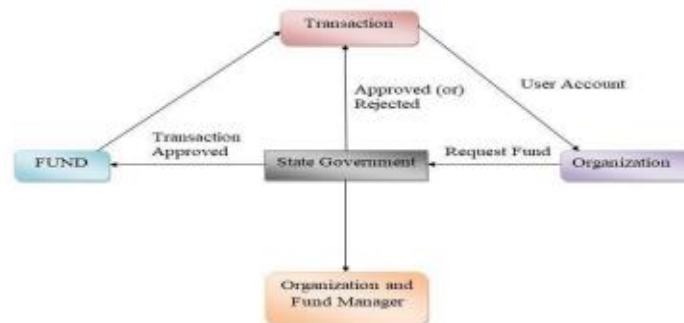 Transaction
Approved (or)
Rejected
User Account
Transaction
Approved
FUND
State Government
Request Fund
Organization
Organization and
Fund Manager